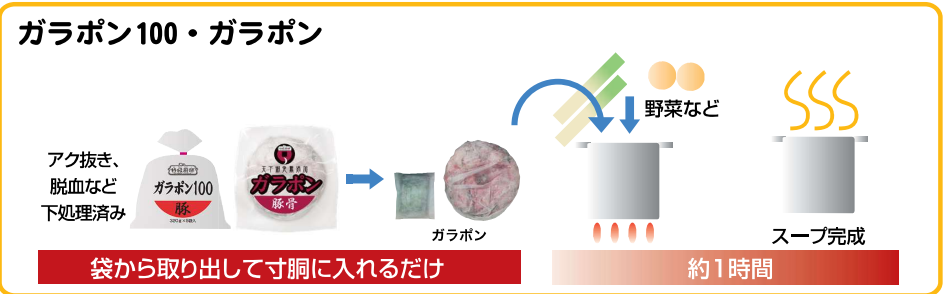 ガラポン100・ガラポン
アク抜き、
脱血など
下処理済み
ガラポン100
豚
ガラポン
豚骨
ガラポン
野菜など
スープ完成
袋から取り出して寸胴に入れるだけ
約1時間